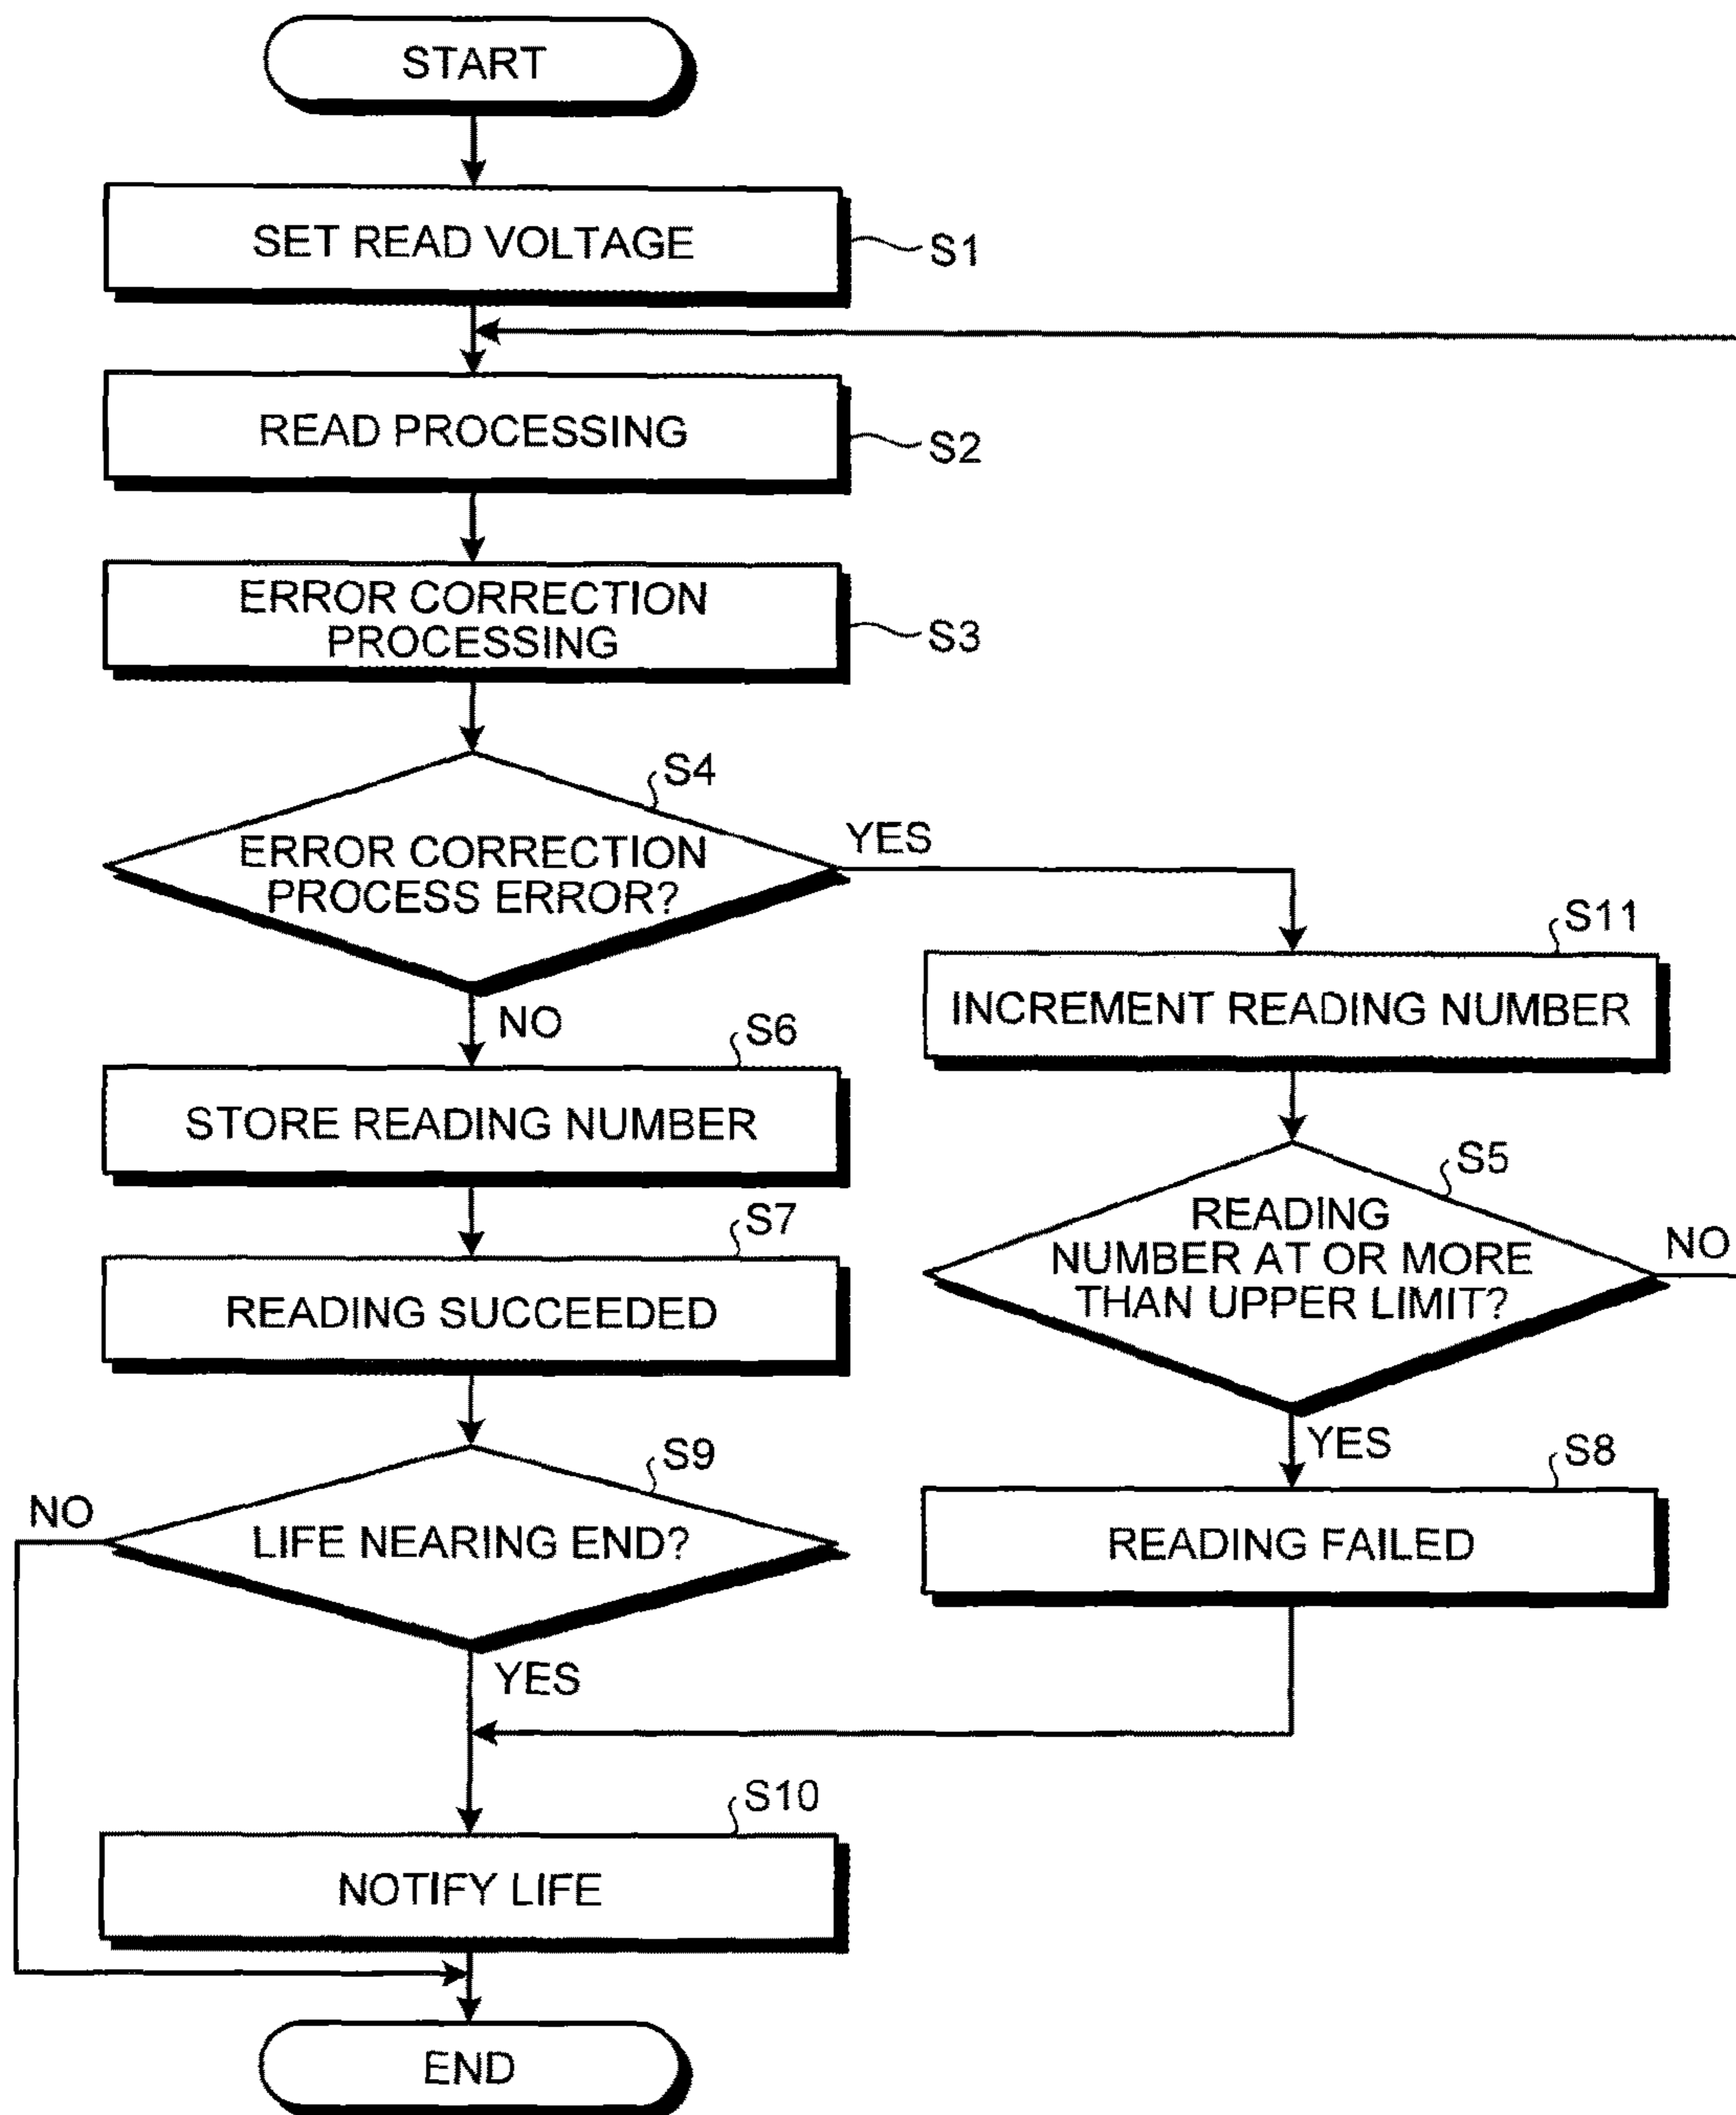 START
SET READ VOLTAGE
S1
READ PROCESSING
S2
ERROR CORRECTION
PROCESSING
S3
S4
ERROR CORRECTION
PROCESS ERROR?
YES
NO
S11
INCREMENT READING NUMBER
S6
STORE READING NUMBER
S5
READING
NUMBER AT OR MORE
THAN UPPER LIMIT?
NO
YES
S7
READING SUCCEEDED
S8
READING FAILED
S9
LIFE NEARING END?
NO
YES
S10
NOTIFY LIFE
END